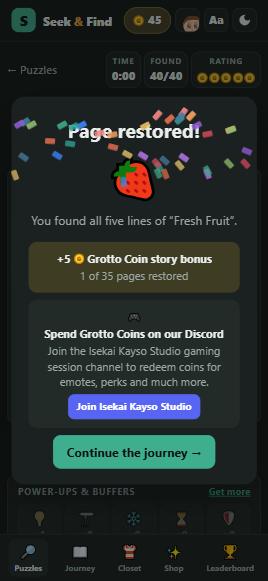 S Seek & Find 45 Aa
← Puzzles
TIME
0:00
FOUND
40/40
RATING
Page restored!
You found all five lines of “Fresh Fruit”.
+5 Grotto Coin story bonus
1 of 35 pages restored
Spend Grotto Coins on our Discord
Join the Isekai Kayso Studio gaming
session channel to redeem coins for
emotes, perks and much more.
Join Isekai Kayso Studio
Continue the journey →
POWER-UPS & BUFFERS Get more
Puzzles Journey Closet Shop Leaderboard